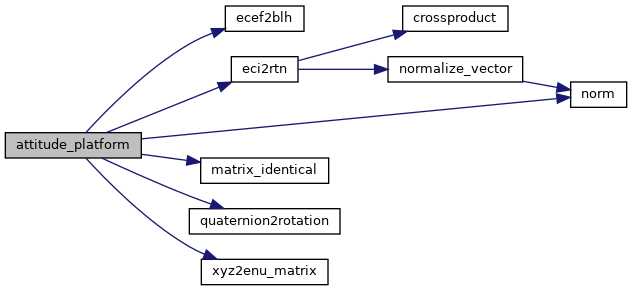 ecef2blh
crossproduct
eci2rtn
normalize_vector
norm
attitude_platform
matrix_identical
quaternion2rotation
xyz2enu_matrix